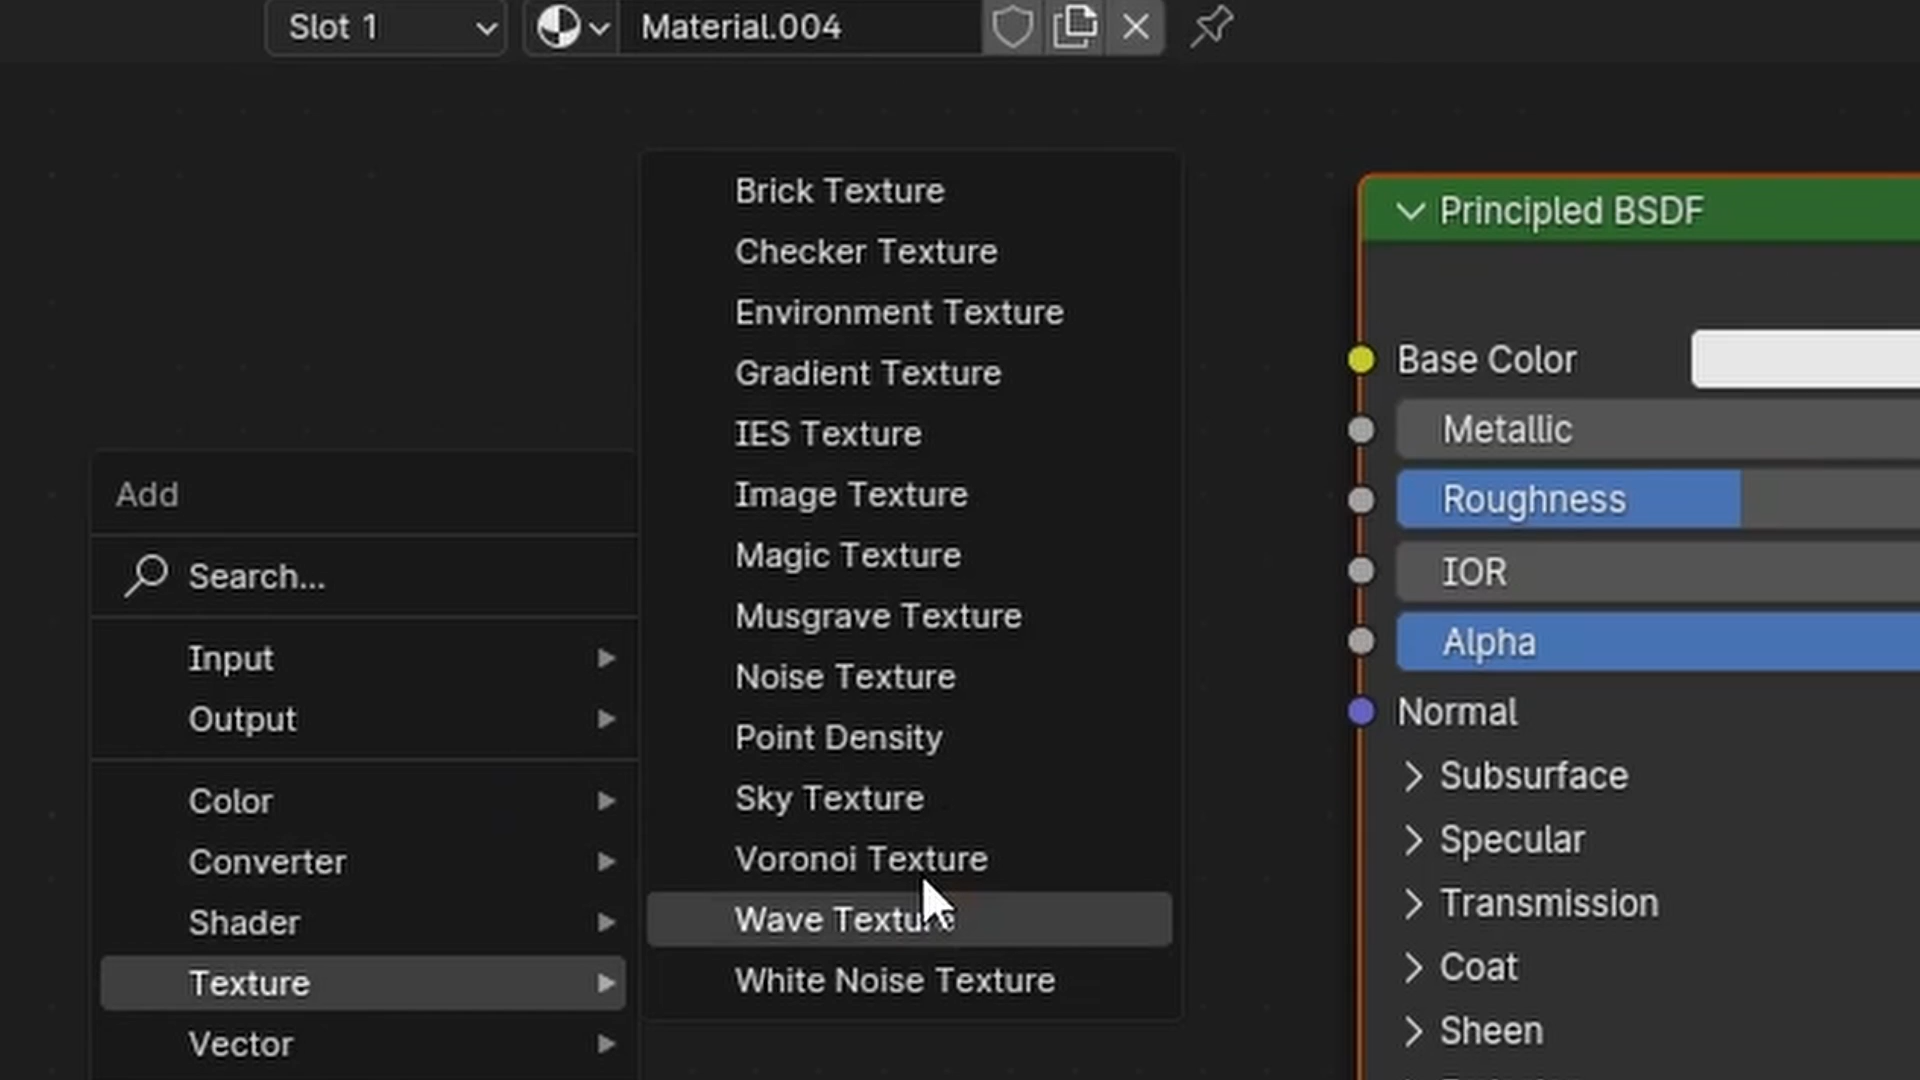 Slot 1
Material.004
Brick Texture
Checker Texture
Environment Texture
Gradient Texture
IES Texture
Image Texture
Magic Texture
Musgrave Texture
Noise Texture
Point Density
Sky Texture
Voronoi Texture
Wave Texture
White Noise Texture
Add
Search...
Input
Output
Color
Converter
Shader
Texture
Vector
Principled BSDF
Base Color
Metallic
Roughness
IOR
Alpha
Normal
Subsurface
Specular
Transmission
Coat
Sheen